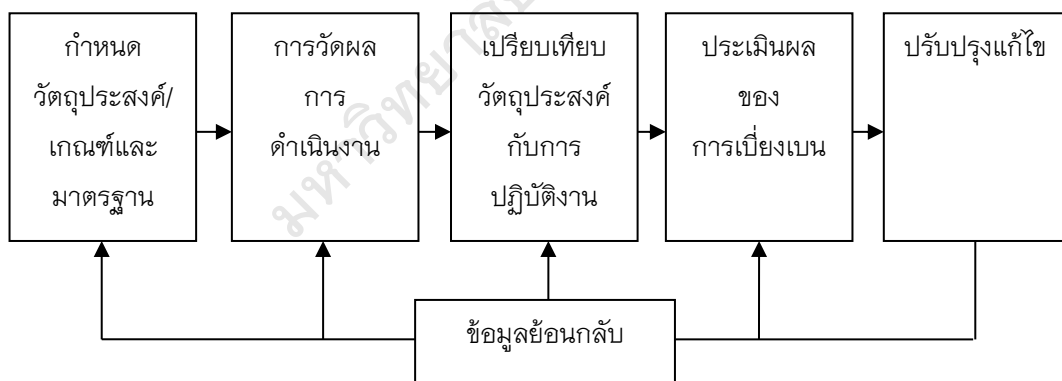 กำหนด
วัตถุประสงค์/
เกณฑ์และ
มาตรฐาน
การวัดผล
การ
ดำเนินงาน
เปรียบเทียบ
วัตถุประสงค์
กับการ
ปฏิบัติงาน
ประเมินผล
ของ
การเบี่ยงเบน
ปรับปรุงแก้ไข
ข้อมูลย้อนกลับ